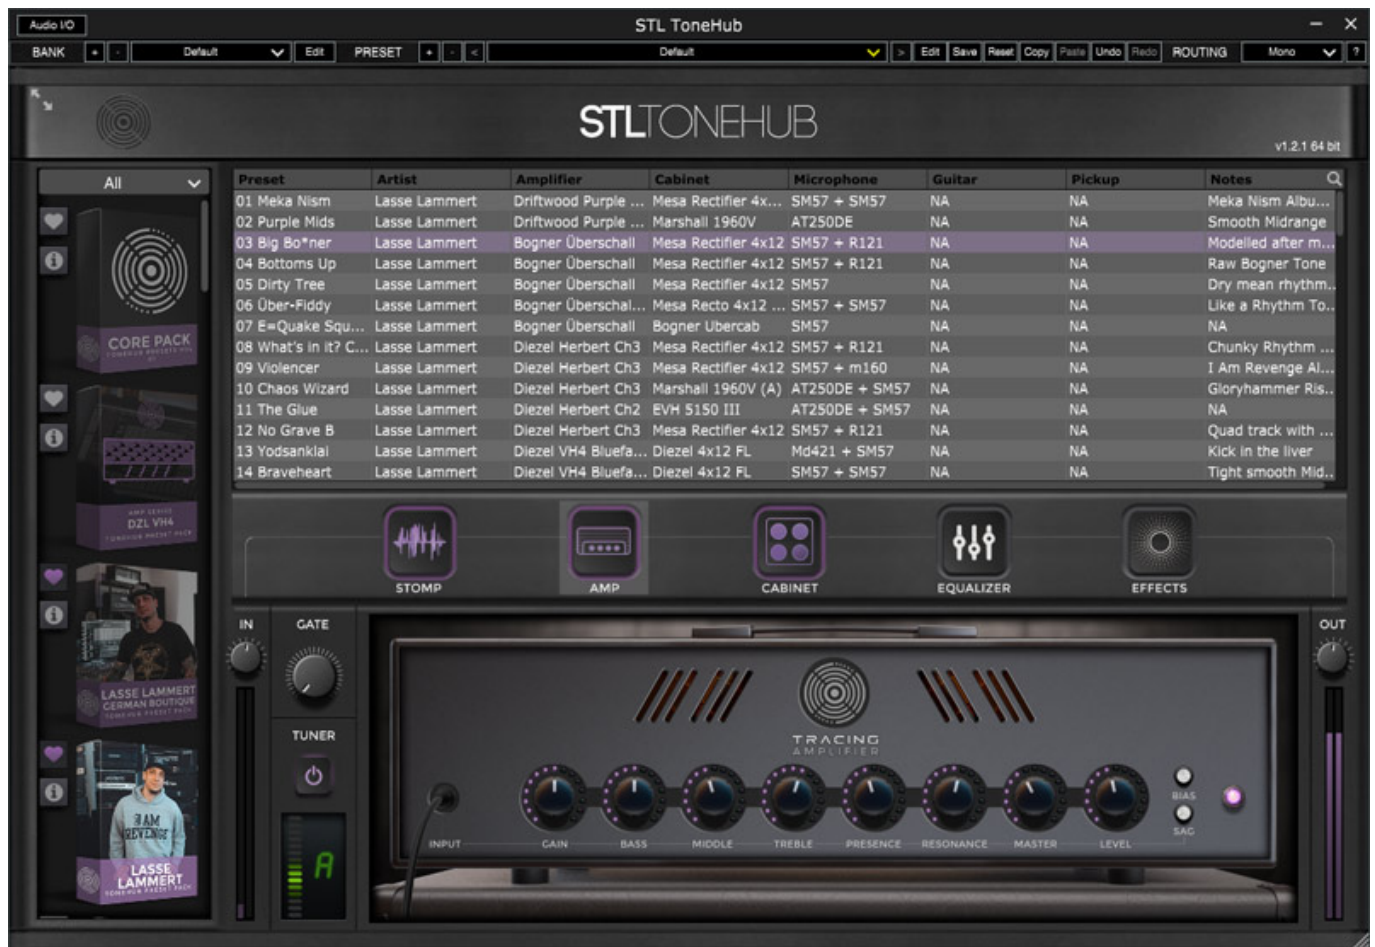 Audio I/O
STL ToneHub
BANK + - Default Edit PRESET + - < Default > Edit Save Reset Copy Paste Undo Redo ROUTING Mono ?
STLTONEHUB
v1.2.1 64 bit
All
Preset Artist Amplifier Cabinet Microphone Guitar Pickup Notes
01 Meka Nism Lasse Lammert Driftwood Purple ... Mesa Rectifier 4x... SM57 + SM57 NA NA Meka Nism Albu...
02 Purple Mids Lasse Lammert Driftwood Purple ... Marshall 1960V AT250DE NA NA Smooth Midrange
03 Big Bo*ner Lasse Lammert Bogner Überschall Mesa Rectifier 4x12 SM57 + R121 NA NA Modelled after m...
04 Bottoms Up Lasse Lammert Bogner Überschall Mesa Rectifier 4x12 SM57 + R121 NA NA Raw Bogner Tone
05 Dirty Tree Lasse Lammert Bogner Überschall Mesa Rectifier 4x12 SM57 NA NA Dry mean rhythm..
06 Über-Fiddy Lasse Lammert Bogner Überschal... Mesa Recto 4x12 ... SM57 + SM57 NA NA Like a Rhythm To..
07 E=Quake Squ... Lasse Lammert Bogner Überschall Bogner Ubercab SM57 NA NA NA
08 What's in it? C... Lasse Lammert Diezel Herbert Ch3 Mesa Rectifier 4x12 SM57 + R121 NA NA Chunky Rhythm ...
09 Violencer Lasse Lammert Diezel Herbert Ch3 Mesa Rectifier 4x12 SM57 + m160 NA NA I Am Revenge Al...
10 Chaos Wizard Lasse Lammert Diezel Herbert Ch3 Marshall 1960V (A) AT250DE + SM57 NA NA Gloryhammer Ris..
11 The Glue Lasse Lammert Diezel Herbert Ch2 EVH 5150 III AT250DE + SM57 NA NA NA
12 No Grave B Lasse Lammert Diezel Herbert Ch3 Mesa Rectifier 4x12 SM57 + R121 NA NA Quad track with ...
13 Yodsanklai Lasse Lammert Diezel VH4 Bluefa... Diezel 4x12 FL Md421 + SM57 NA NA Kick in the liver
14 Braveheart Lasse Lammert Diezel VH4 Bluefa... Diezel 4x12 FL SM57 + SM57 NA NA Tight smooth Mid..
CORE PACK
AMP SERIES
DZL VH4
TONEHUB PRESET PACK
LASSE LAMMERT
GERMAN BOUTIQUE
TONEHUB PRESET PACK
I AM
REVENGE
LASSE
LAMMERT
TONEHUB PRESET PACK
STOMP AMP CABINET EQUALIZER EFFECTS
IN GATE OUT
TUNER
A
TRACING
AMPLIFIER
BIAS
SAG
INPUT GAIN BASS MIDDLE TREBLE PRESENCE RESONANCE MASTER LEVEL